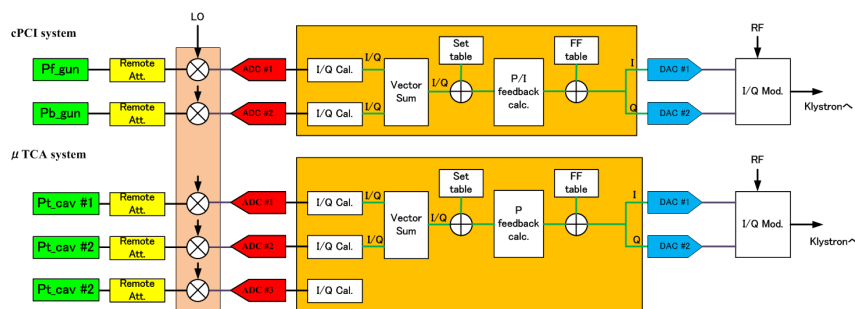 LO
cPCI system
RF
Pf_gun
Remote
Att.
ADC #1
I/Q Cal.
I/Q
Vector
Sum
I/Q
Set
table
P/I
feedback
calc.
FF
table
I
DAC #1
I/Q Mod.
Klystronへ
Pb_gun
Remote
Att.
ADC #2
I/Q Cal.
I/Q
Q
DAC #2
μTCA system
RF
Pt_cav #1
Remote
Att.
ADC #1
I/Q Cal.
I/Q
Vector
Sum
I/Q
Set
table
P
feedback
calc.
FF
table
I
DAC #1
I/Q Mod.
Klystronへ
Pt_cav #2
Remote
Att.
ADC #2
I/Q Cal.
I/Q
Q
DAC #2
Pt_cav #2
Remote
Att.
ADC #3
I/Q Cal.